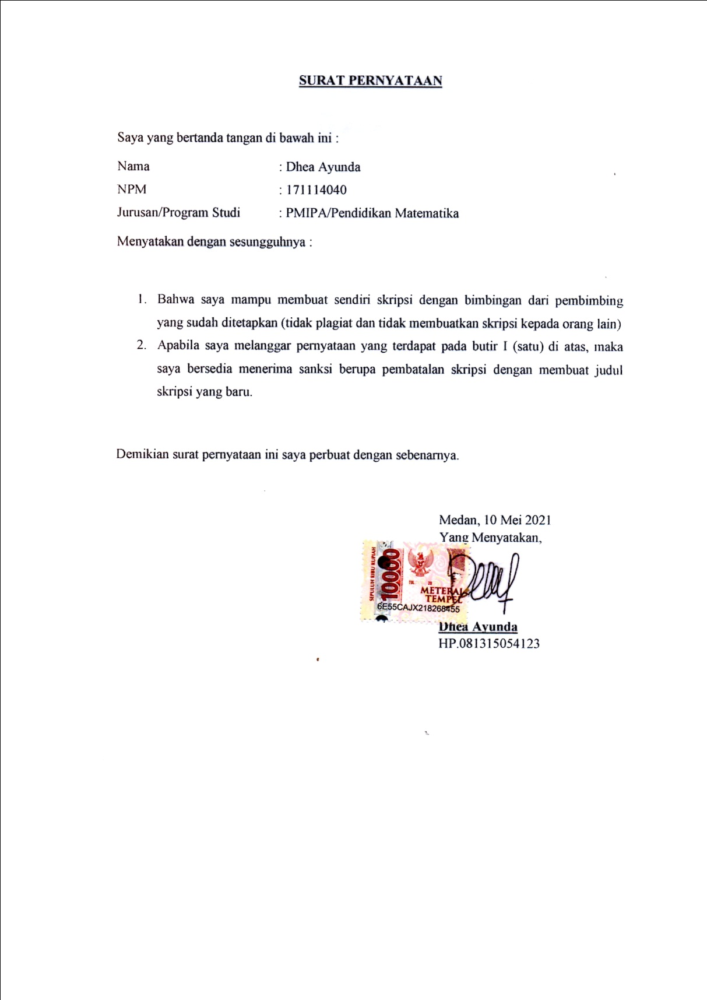 SURAT PERNYATAAN
Saya yang bertanda tangan di bawah ini :
Nama : Dhea Ayunda
NPM : 171114040
Jurusan/Program Studi : PMIPA/Pendidikan Matematika
Menyatakan dengan sesungguhnya :
1. Bahwa saya mampu membuat sendiri skripsi dengan bimbingan dari pembimbing
yang sudah ditetapkan (tidak plagiat dan tidak membuatkan skripsi kepada orang lain)
2. Apabila saya melanggar pernyataan yang terdapat pada butir I (satu) di atas, maka
saya bersedia menerima sanksi berupa pembatalan skripsi dengan membuat judul
skripsi yang baru.
Demikian surat pernyataan ini saya perbuat dengan sebenarnya.
Medan, 10 Mei 2021
Yang Menyatakan,
SEPULUH RIBU RUPIAH
10000
TGL. 20
METERAI
TEMPEL
6E55CAJX218268455
Dhea Ayunda
HP.081315054123